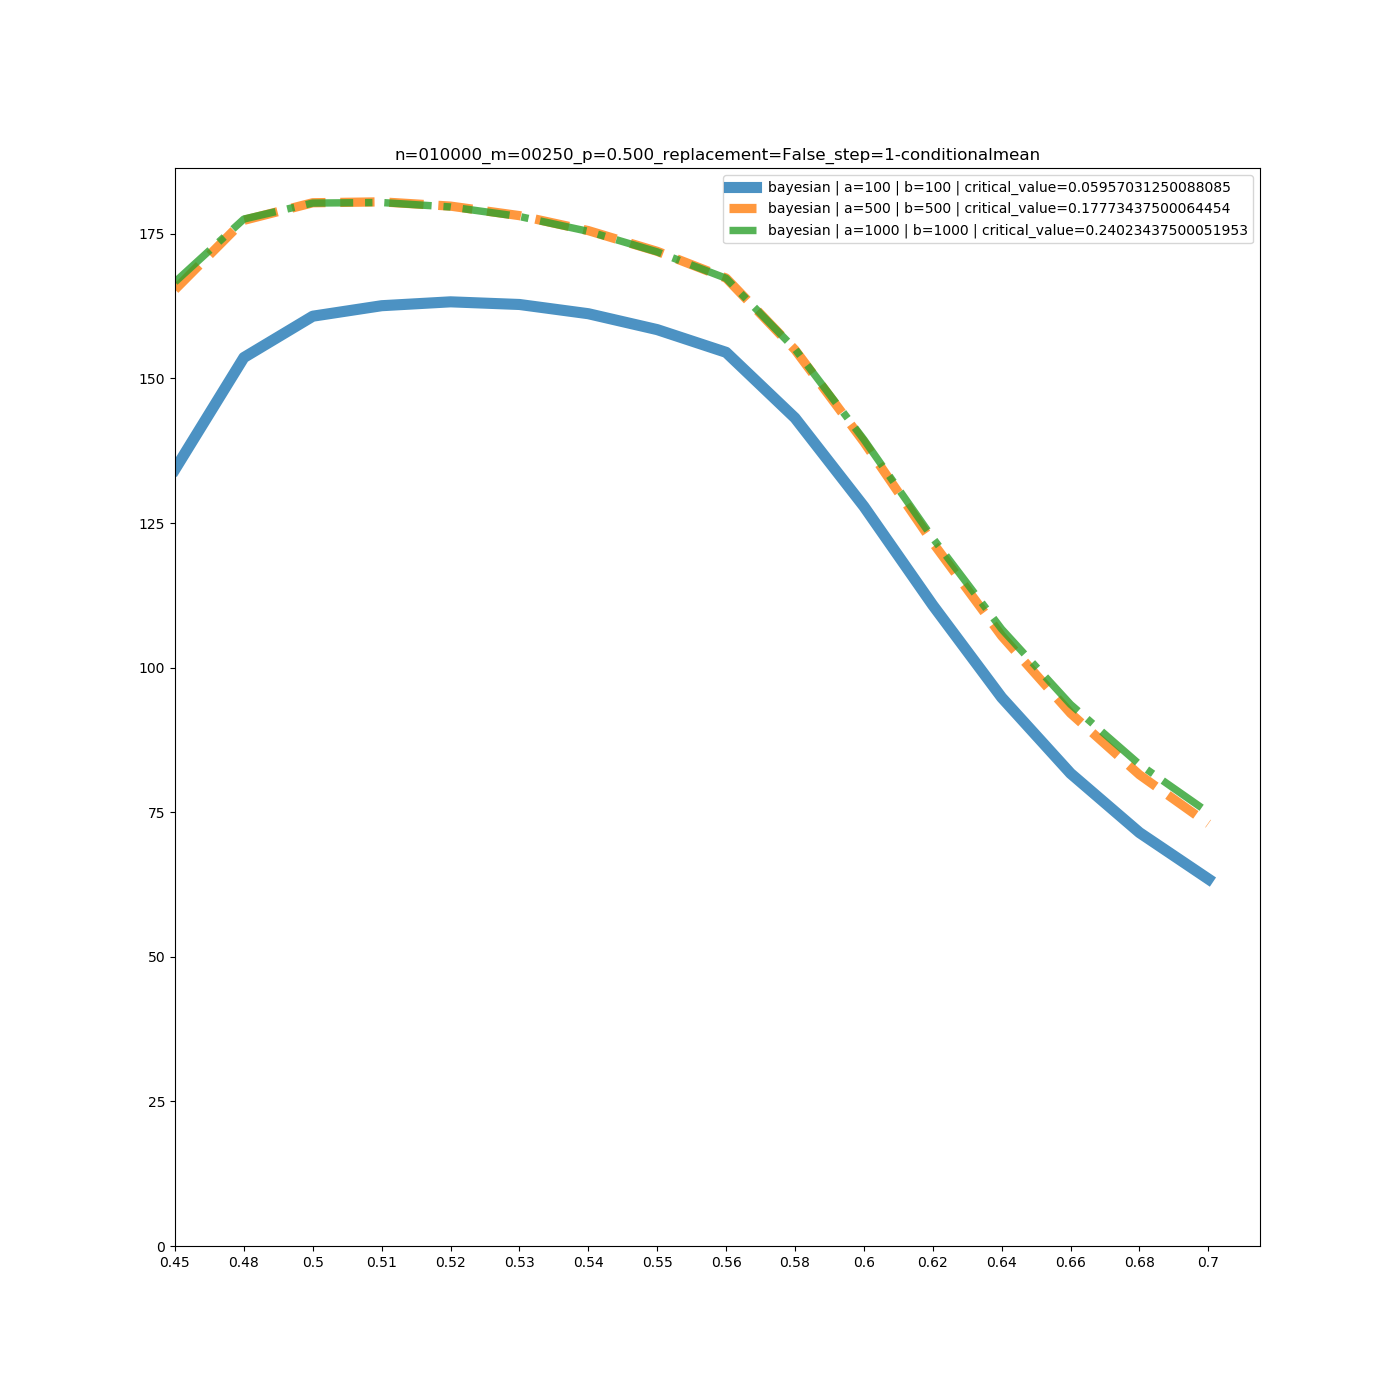 n=010000_m=00250_p=0.500_replacement=False_step=1-conditionalmean
bayesian | a=100 | b=100 | critical_value=0.05957031250088085
bayesian | a=500 | b=500 | critical_value=0.17773437500064454
bayesian | a=1000 | b=1000 | critical_value=0.24023437500051953
175
150
125
100
75
50
25
0
0.45 0.48 0.5 0.51 0.52 0.53 0.54 0.55 0.56 0.58 0.6 0.62 0.64 0.66 0.68 0.7